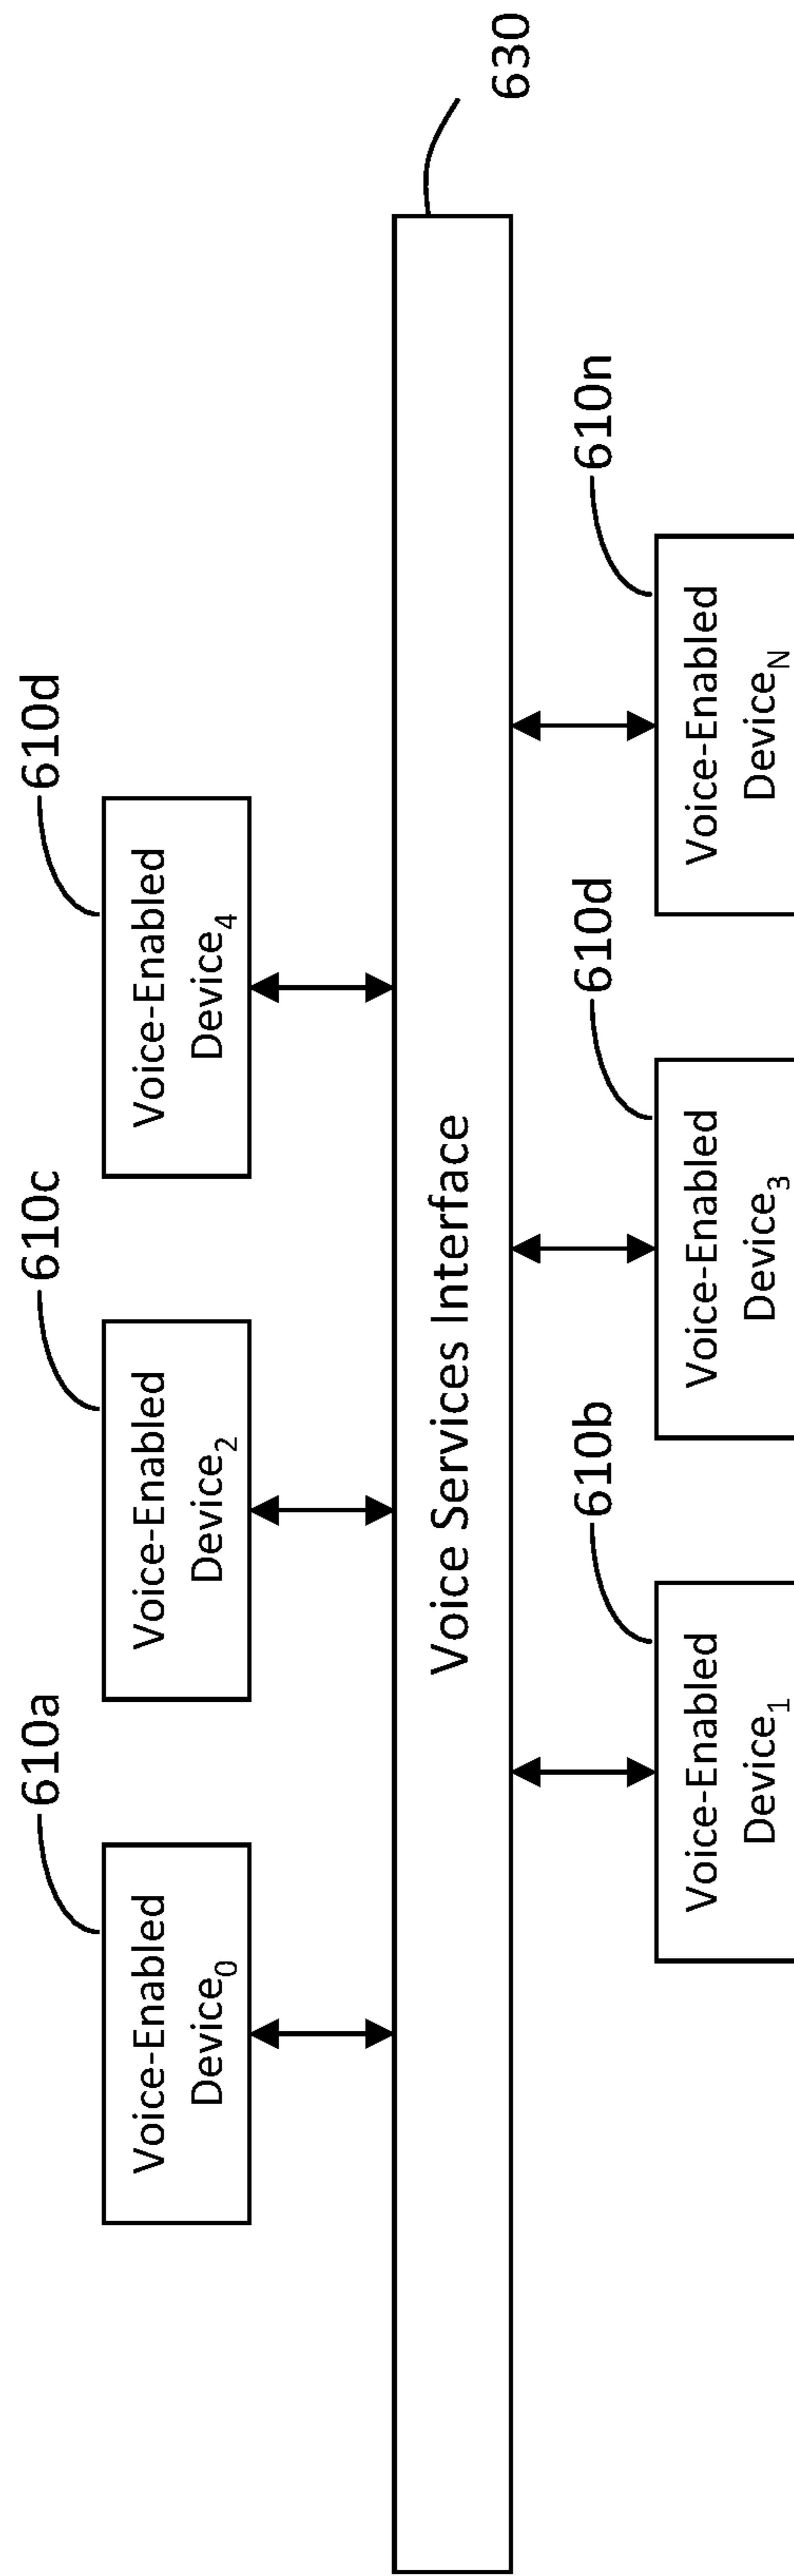 610a
610c
610d
Voice-Enabled
Device₀
Voice-Enabled
Device₂
Voice-Enabled
Device₄
630
Voice Services Interface
610b
610d
610n
Voice-Enabled
Device₁
Voice-Enabled
Device₃
Voice-Enabled
Device_N